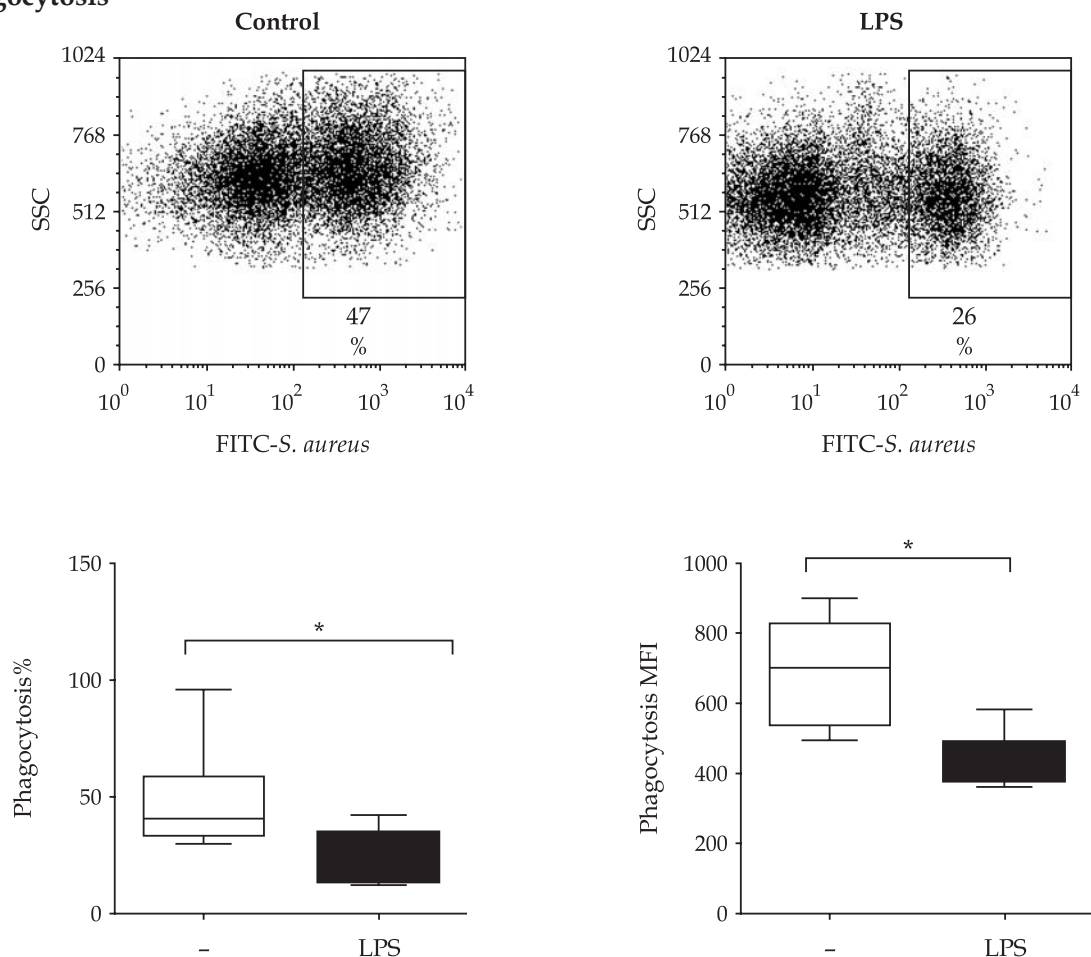 Control
1024
768
512
256
0
SSC
47
%
10^0 10^1 10^2 10^3 10^4
FITC-S. aureus
LPS
1024
768
512
256
0
SSC
26
%
10^0 10^1 10^2 10^3 10^4
FITC-S. aureus
150
100
50
0
Phagocytosis%
*
– LPS
1000
800
600
400
200
0
Phagocytosis MFI
*
– LPS